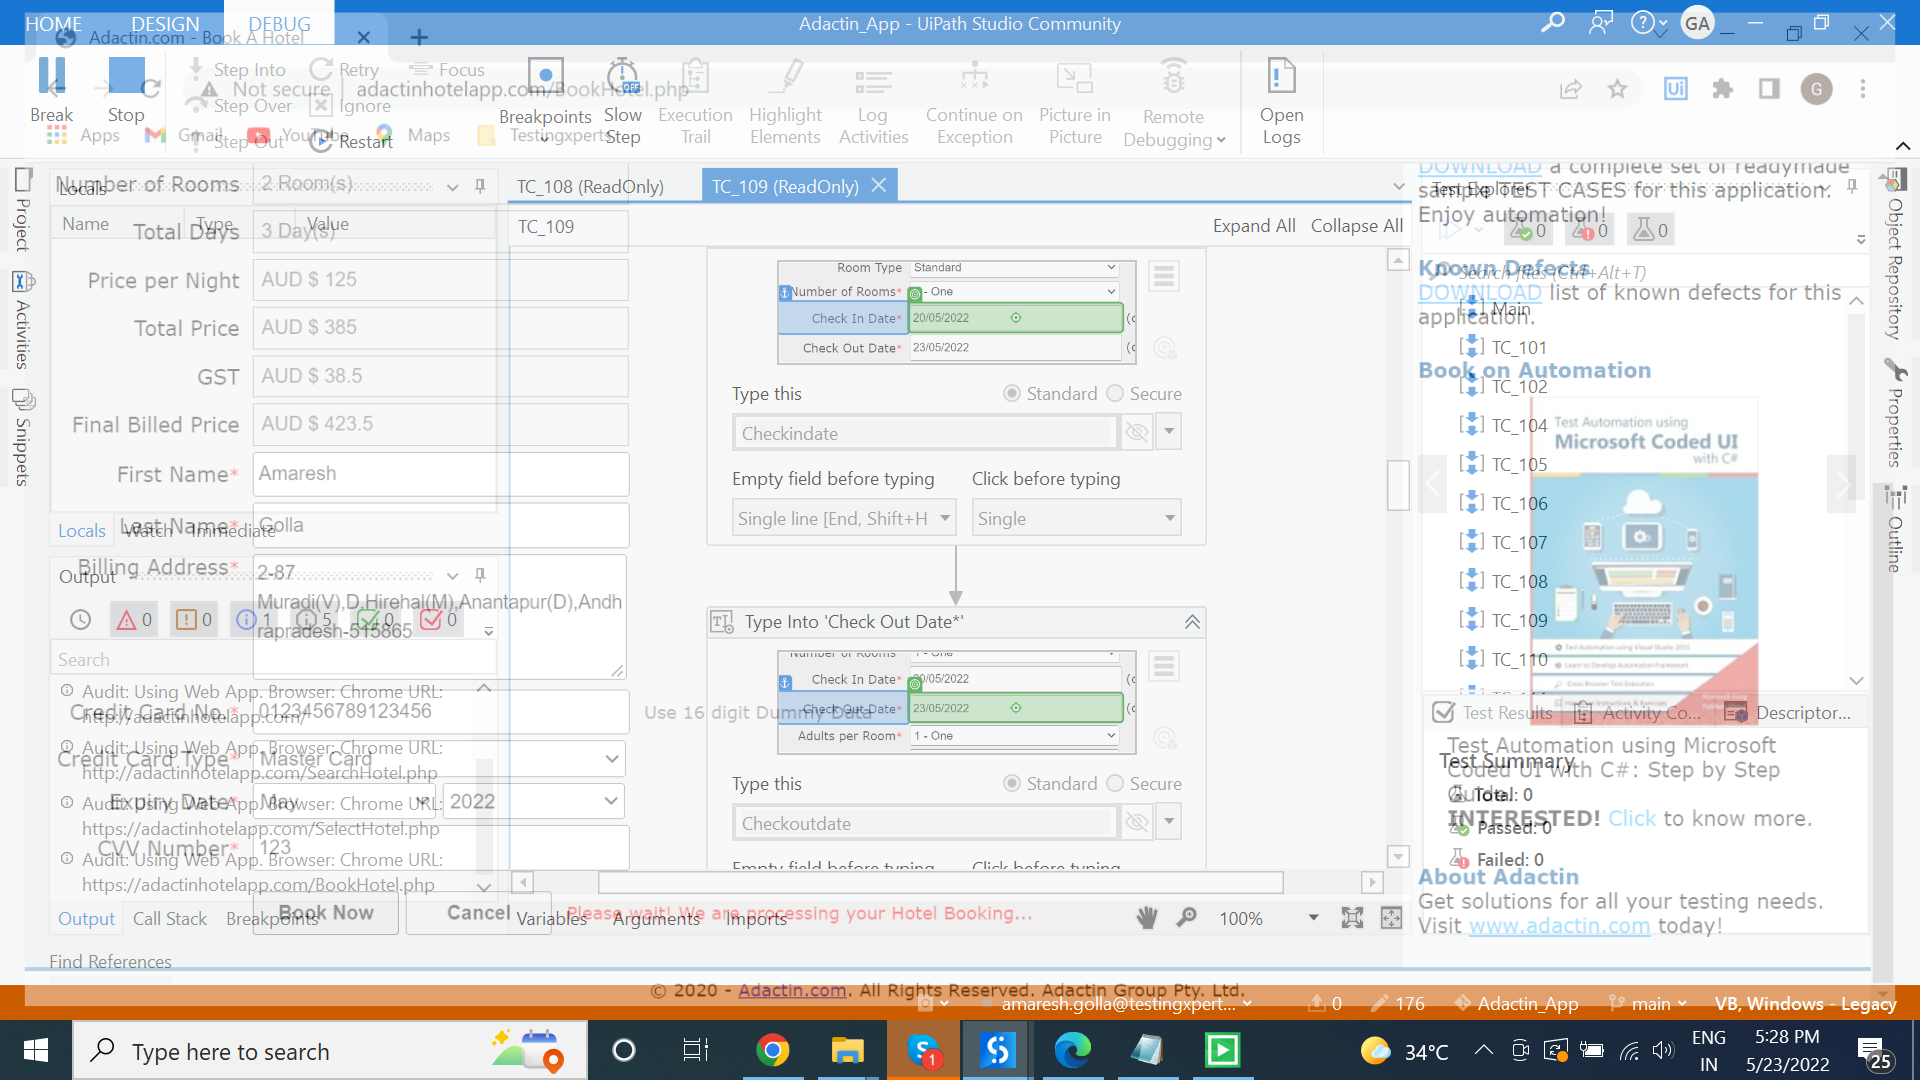 HOME
DESIGN
DEBUG
Adactin_App - UiPath Studio Community
GA
Adactin.com - Book A Hotel
Break
Stop
Step Into
Step Over
Step Out
Retry
Ignore
Restart
Focus
Breakpoints
Slow Step
Execution Trail
Highlight Elements
Log Activities
Continue on Exception
Picture in Picture
Remote Debugging
Open Logs
Not secure
adactinhotelapp.com/BookHotel.php
G
Apps
Gmail
YouTube
Maps
Testingxperts
Project
Activities
Snippets
Locals
Name
Type
Value
Number of Rooms
2 Room(s)
Total Days
3 Day(s)
Price per Night
AUD $ 125
Total Price
AUD $ 385
GST
AUD $ 38.5
Final Billed Price
AUD $ 423.5
First Name*
Amaresh
Last Name*
Golla
Locals
Watch
Immediate
Billing Address*
2-87
Muradi(V),D.Hirehal(M),Anantapur(D),Andh
rapradesh-515865
Output
0
0
1
5
0
0
Search
Audit: Using Web App. Browser: Chrome URL:
http://adactinhotelapp.com/
Audit: Using Web App. Browser: Chrome URL:
http://adactinhotelapp.com/SearchHotel.php
Audit: Using Web App. Browser: Chrome URL:
https://adactinhotelapp.com/SelectHotel.php
Audit: Using Web App. Browser: Chrome URL:
https://adactinhotelapp.com/BookHotel.php
Credit Card No.*
0123456789123456
Use 16 digit Dummy Data
Credit Card Type*
Master Card
Expiry Date*
May
2022
CVV Number*
123
Book Now
Cancel
Please wait! We are processing your Hotel Booking...
Output
Call Stack
Breakpoints
Find References
TC_108 (ReadOnly)
TC_109 (ReadOnly)
TC_109
Expand All
Collapse All
Room Type
Standard
Number of Rooms*
- One
Check In Date*
20/05/2022
Check Out Date*
23/05/2022
Type this
Standard
Secure
Checkindate
Empty field before typing
Click before typing
Single line [End, Shift+H
Single
Type Into 'Check Out Date*'
Number of Rooms*
1 - One
Check In Date*
20/05/2022
Check Out Date*
23/05/2022
Adults per Room*
1 - One
Type this
Standard
Secure
Checkoutdate
Empty field before typing
Click before typing
Variables
Arguments
Imports
100%
DOWNLOAD a complete set of readymade
sample TEST CASES for this application.
Enjoy automation!
Test Explorer
0
0
0
Search files (Ctrl+Alt+T)
Known Defects
DOWNLOAD list of known defects for this
application.
Book on Automation
Main
TC_101
TC_102
TC_104
TC_105
TC_106
TC_107
TC_108
TC_109
TC_110
Test Automation using
Microsoft Coded UI
with C#
Test Automation using Visual Studio 2015
Learn to Develop Automation Framework
Cross Browser Test Execution
Test Results
Activity Co...
Descriptor...
Test Summary
Total: 0
Passed: 0
Failed: 0
Test Automation using Microsoft
Coded UI with C#: Step by Step
Guide.
INTERESTED! Click to know more.
About Adactin
Get solutions for all your testing needs.
Visit www.adactin.com today!
Object Repository
Properties
Outline
© 2020 - Adactin.com. All Rights Reserved. Adactin Group Pty. Ltd.
amaresh.golla@testingxpert...
0
176
Adactin_App
main
VB, Windows - Legacy
Type here to search
1
34°C
ENG
IN
5:28 PM
5/23/2022
25